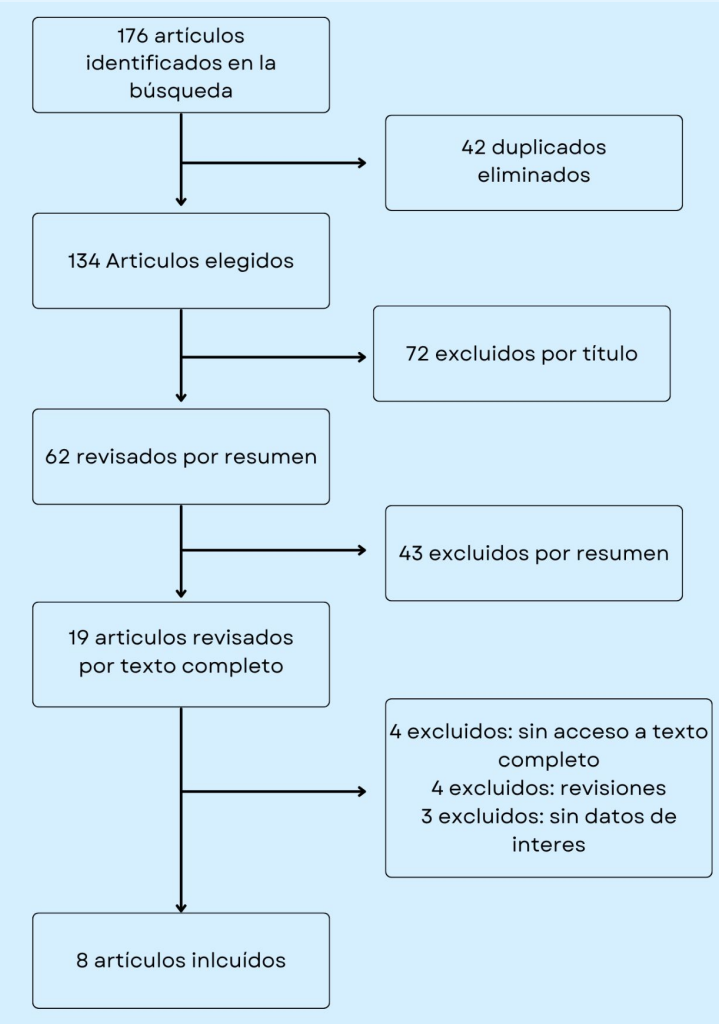 176 artículos
identificados en la
búsqueda
42 duplicados
eliminados
134 Articulos elegidos
72 excluidos por título
62 revisados por resumen
43 excluidos por resumen
19 articulos revisados
por texto completo
4 excluidos: sin acceso a texto
completo
4 excluidos: revisiones
3 excluidos: sin datos de
interes
8 artículos inlcuídos